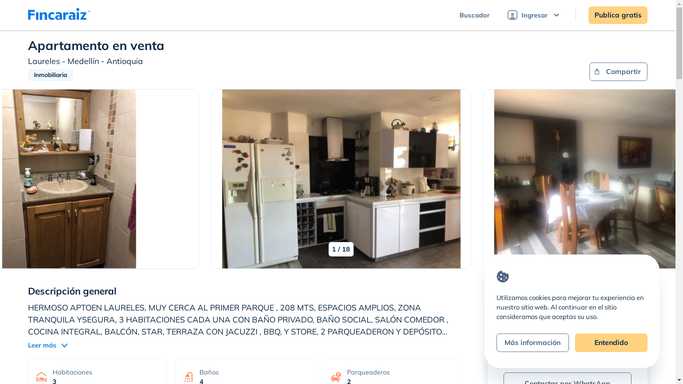 Fincaraiz
Buscador
Ingresar
Publica gratis
Apartamento en venta
Laureles - Medellín - Antioquia
Inmobiliaria
Compartir
1 / 18
Descripción general
HERMOSO APTOEN LAURELES, MUY CERCA AL PRIMER PARQUE , 208 MTS, ESPACIOS AMPLIOS, ZONA
TRANQUILA YSEGURA, 3 HABITACIONES CADA UNA CON BAÑO PRIVADO, BAÑO SOCIAL, SALÓN COMEDOR ,
COCINA INTEGRAL, BALCÓN, STAR, TERRAZA CON JACUZZI , BBQ, Y STORE, 2 PARQUEADERON Y DEPÓSITO...
Leer más
Habitaciones
3
Baños
4
Parqueaderos
2
Utilizamos cookies para mejorar tu experiencia en
nuestro sitio web. Al continuar en el sitio
consideramos que aceptas su uso.
Más información
Entendido
Contactar por WhatsApp